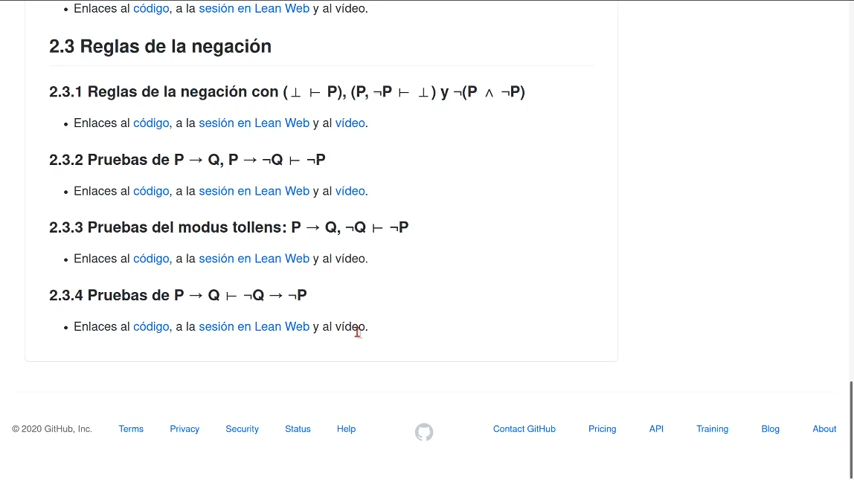 • Enlaces al código, a la sesión en Lean Web y al vídeo.
2.3 Reglas de la negación
2.3.1 Reglas de la negación con (⊥ ⊢ P), (P, ¬P ⊢ ⊥) y ¬(P ∧ ¬P)
• Enlaces al código, a la sesión en Lean Web y al vídeo.
2.3.2 Pruebas de P → Q, P → ¬Q ⊢ ¬P
• Enlaces al código, a la sesión en Lean Web y al vídeo.
2.3.3 Pruebas del modus tollens: P → Q, ¬Q ⊢ ¬P
• Enlaces al código, a la sesión en Lean Web y al vídeo.
2.3.4 Pruebas de P → Q ⊢ ¬Q → ¬P
• Enlaces al código, a la sesión en Lean Web y al vídeo.
© 2020 GitHub, Inc. Terms Privacy Security Status Help Contact GitHub Pricing API Training Blog About